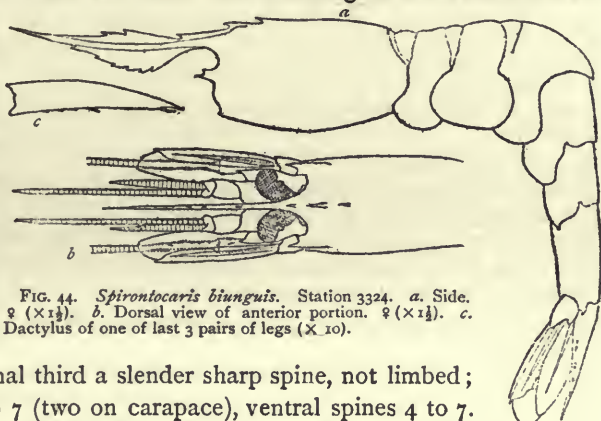 a
c
b
FIG. 44. Spirontocaris biunguis. Station 3324. a. Side.
♀ (×1½). b. Dorsal view of anterior portion. ♀ (×1½). c.
Dactylus of one of last 3 pairs of legs (× 10).
nal third a slender sharp spine, not limbed;
7 (two on carapace), ventral spines 4 to 7.